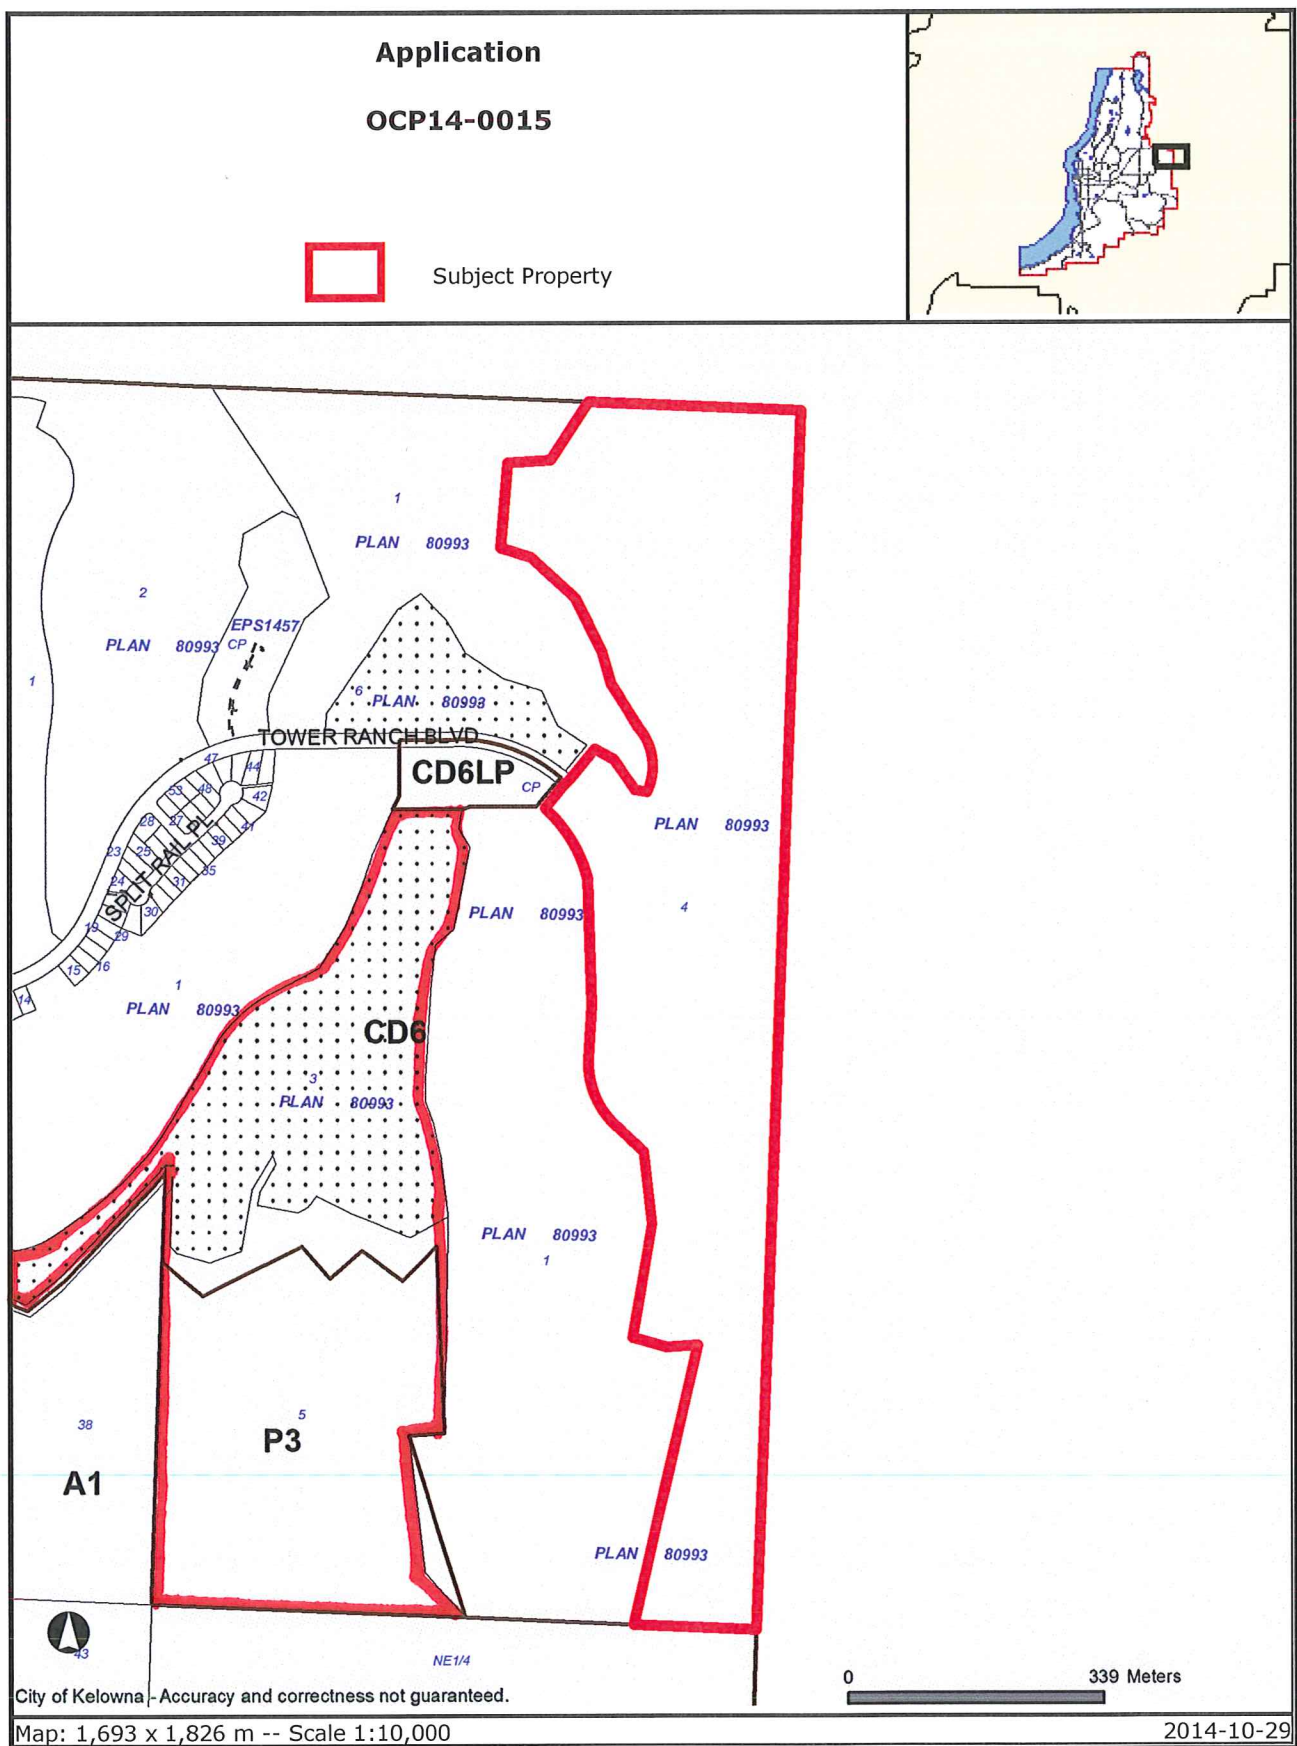 Application
OCP14-0015
Subject Property
1
PLAN 80993
2
EPS1457
PLAN 80993 CP
1
6
PLAN 80993
TOWER RANCH BLVD
CD6LP
CP
47
44
53
48
42
28
27
41
PLAN 80993
39
23
25
SPLIT RAIL PL
35
24
31
30
PLAN 80993
4
19
29
15
16
1
14
PLAN 80993
CD6
3
PLAN 80993
PLAN 80993
1
38
5
P3
A1
PLAN 80993
43
NE1/4
0 339 Meters
City of Kelowna - Accuracy and correctness not guaranteed.
Map: 1,693 x 1,826 m -- Scale 1:10,000
2014-10-29